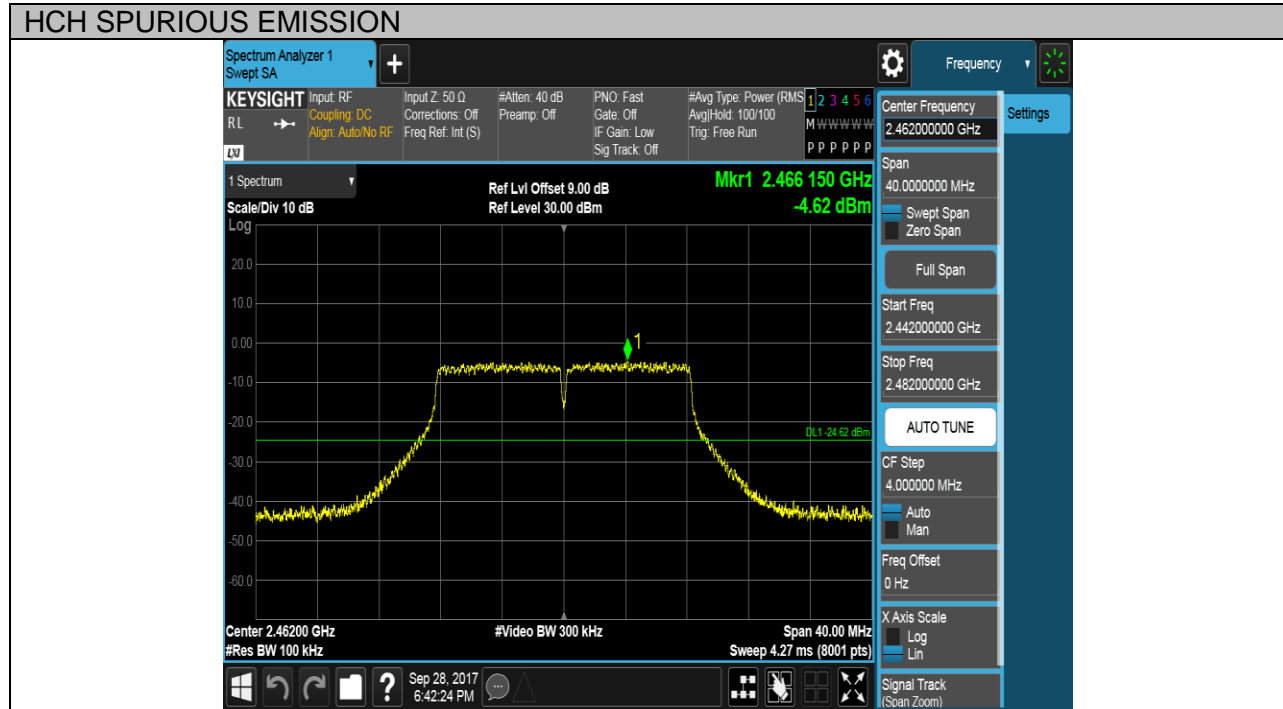 HCH SPURIOUS EMISSION
Spectrum Analyzer 1
Swept SA
+
Frequency
KEYSIGHT
RL
LXI
Input: RF
Coupling: DC
Align: Auto/No RF
Input Z: 50 Ω
Corrections: Off
Freq Ref: Int (S)
#Atten: 40 dB
Preamp: Off
PNO: Fast
Gate: Off
IF Gain: Low
Sig Track: Off
#Avg Type: Power (RMS
Avg|Hold: 100/100
Trig: Free Run
1 2 3 4 5 6
M W W W W W
P P P P P P
1 Spectrum
Scale/Div 10 dB
Ref Lvl Offset 9.00 dB
Ref Level 30.00 dBm
Mkr1 2.466 150 GHz
-4.62 dBm
Log
20.0
10.0
0.00
-10.0
-20.0
-30.0
-40.0
-50.0
-60.0
1
DL1 -24.62 dBm
Center 2.46200 GHz
#Res BW 100 kHz
#Video BW 300 kHz
Span 40.00 MHz
Sweep 4.27 ms (8001 pts)
?
Sep 28, 2017
6:42:24 PM
Center Frequency
2.462000000 GHz
Settings
Span
40.0000000 MHz
Swept Span
Zero Span
Full Span
Start Freq
2.442000000 GHz
Stop Freq
2.482000000 GHz
AUTO TUNE
CF Step
4.000000 MHz
Auto
Man
Freq Offset
0 Hz
X Axis Scale
Log
Lin
Signal Track
(Span Zoom)